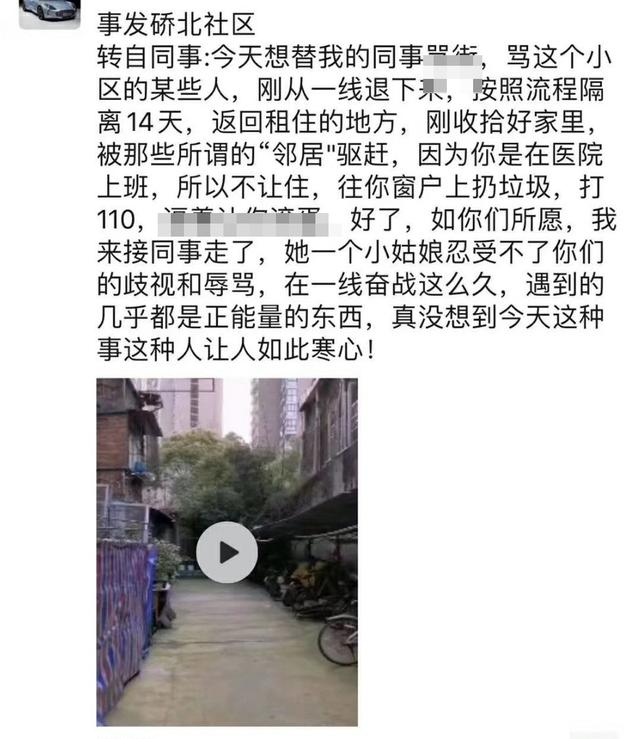 事发硚北社区
转自同事:今天想替我的同事，骂这个小
区的某些人，刚从一线退下来，按照流程隔
离14天，返回租住的地方，刚收拾好家里，
被那些所谓的“邻居"驱赶，因为你是在医院
上班，所以不让住，往你窗户上扔垃圾，打
110，好了，如你们所愿，我
来接同事走了，她一个小姑娘忍受不了你们
的歧视和辱骂，在一线奋战这么久，遇到的
几乎都是正能量的东西，真没想到今天这种
事这种人让人如此寒心！